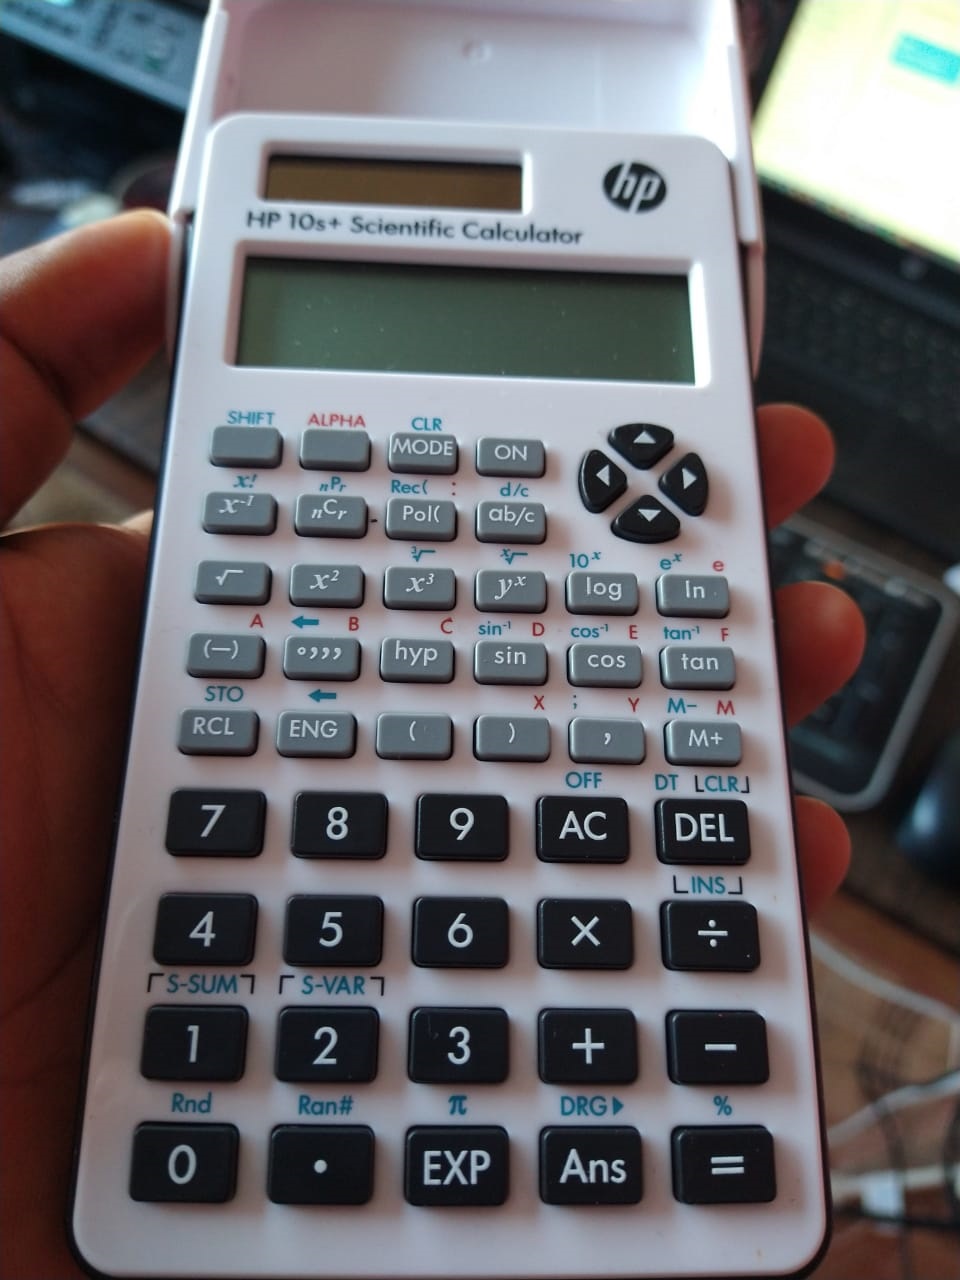 hp
HP 10s+ Scientific Calculator
SHIFT ALPHA CLR
MODE ON
x! nPr Rec( : d/c
x⁻¹ nCr Pol( ab/c
³√ ˣ√ 10ˣ eˣ e
√ x² x³ yˣ log ln
A ← B C sin⁻¹ D cos⁻¹ E tan⁻¹ F
(−) °,,, hyp sin cos tan
STO ← X ; Y M− M
RCL ENG ( ) , M+
OFF DT CLR
7 8 9 AC DEL
INS
4 5 6 × ÷
S-SUM S-VAR
1 2 3 + −
Rnd Ran# π DRG▶ %
0 • EXP Ans =